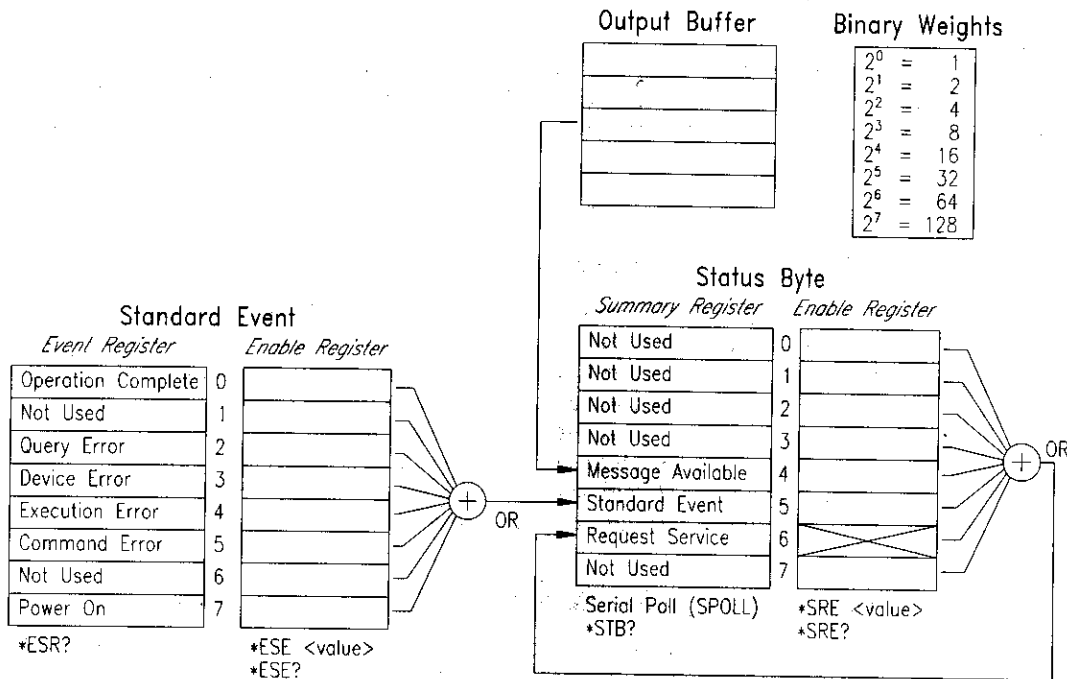 Output Buffer
Binary Weights
2⁰ = 1
2¹ = 2
2² = 4
2³ = 8
2⁴ = 16
2⁵ = 32
2⁶ = 64
2⁷ = 128
Status Byte
Summary Register Enable Register
Not Used 0
Not Used 1
Not Used 2
Not Used 3
Message Available 4
Standard Event 5
Request Service 6
Not Used 7
+
OR
Serial Poll (SPOLL)
*STB?
*SRE <value>
*SRE?
Standard Event
Event Register Enable Register
Operation Complete 0
Not Used 1
Query Error 2
Device Error 3
Execution Error 4
Command Error 5
Not Used 6
Power On 7
+
OR
*ESR?
*ESE <value>
*ESE?